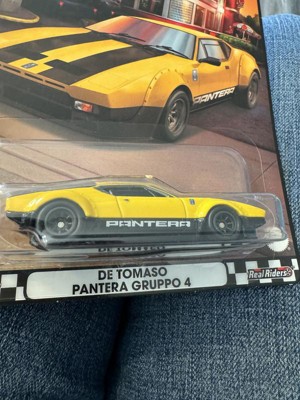 PANTERA
PANTERA
DE TOMASO
PANTERA GRUPPO 4
Real Riders